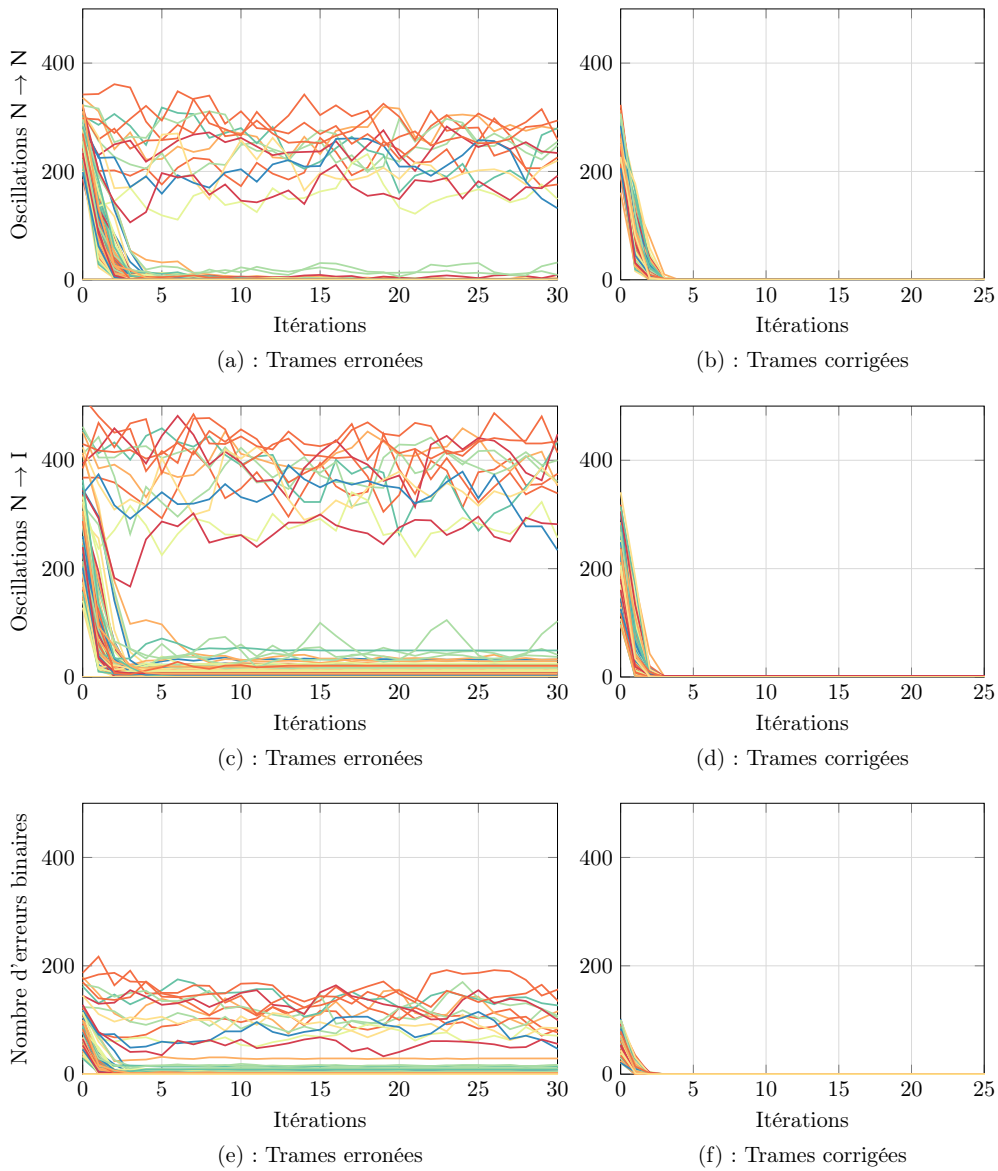 Oscillations N → N
400
200
0
0 5 10 15 20 25 30
Itérations
(a) : Trames erronées
400
200
0
0 5 10 15 20 25
Itérations
(b) : Trames corrigées
Oscillations N → I
400
200
0
0 5 10 15 20 25 30
Itérations
(c) : Trames erronées
400
200
0
0 5 10 15 20 25
Itérations
(d) : Trames corrigées
Nombre d'erreurs binaires
400
200
0
0 5 10 15 20 25 30
Itérations
(e) : Trames erronées
400
200
0
0 5 10 15 20 25
Itérations
(f) : Trames corrigées